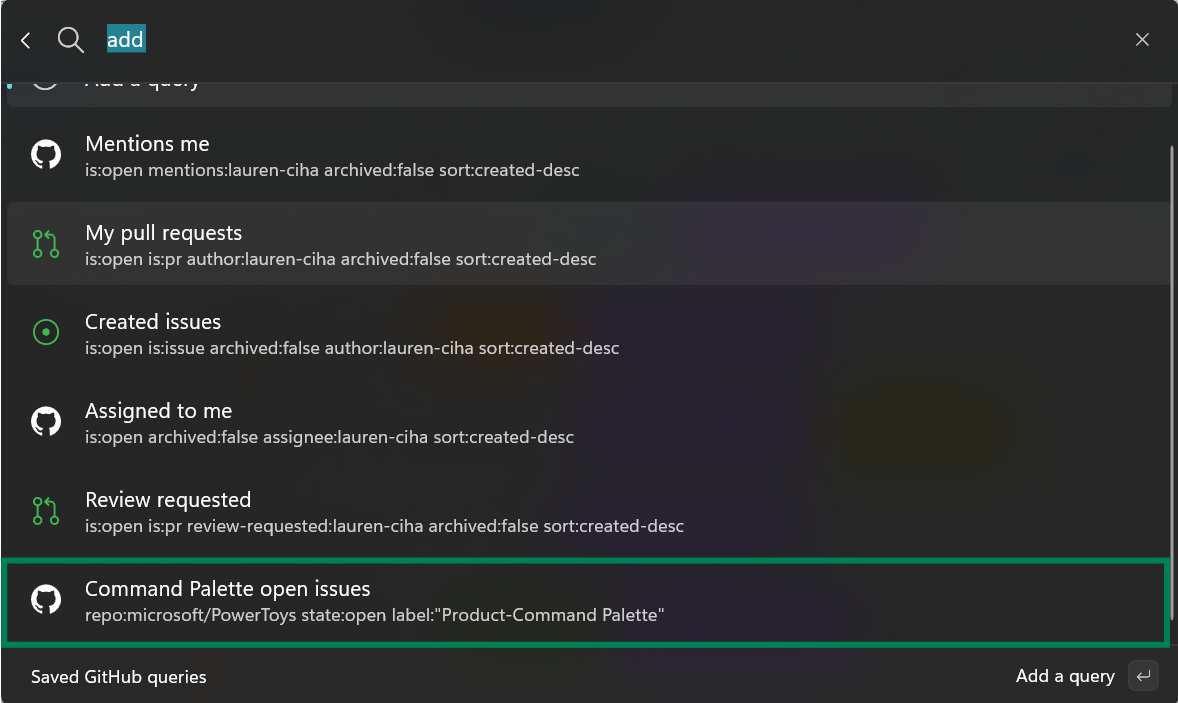 add
Add a query
Mentions me
is:open mentions:lauren-ciha archived:false sort:created-desc
My pull requests
is:open is:pr author:lauren-ciha archived:false sort:created-desc
Created issues
is:open is:issue archived:false author:lauren-ciha sort:created-desc
Assigned to me
is:open archived:false assignee:lauren-ciha sort:created-desc
Review requested
is:open is:pr review-requested:lauren-ciha archived:false sort:created-desc
Command Palette open issues
repo:microsoft/PowerToys state:open label:"Product-Command Palette"
Saved GitHub queries
Add a query